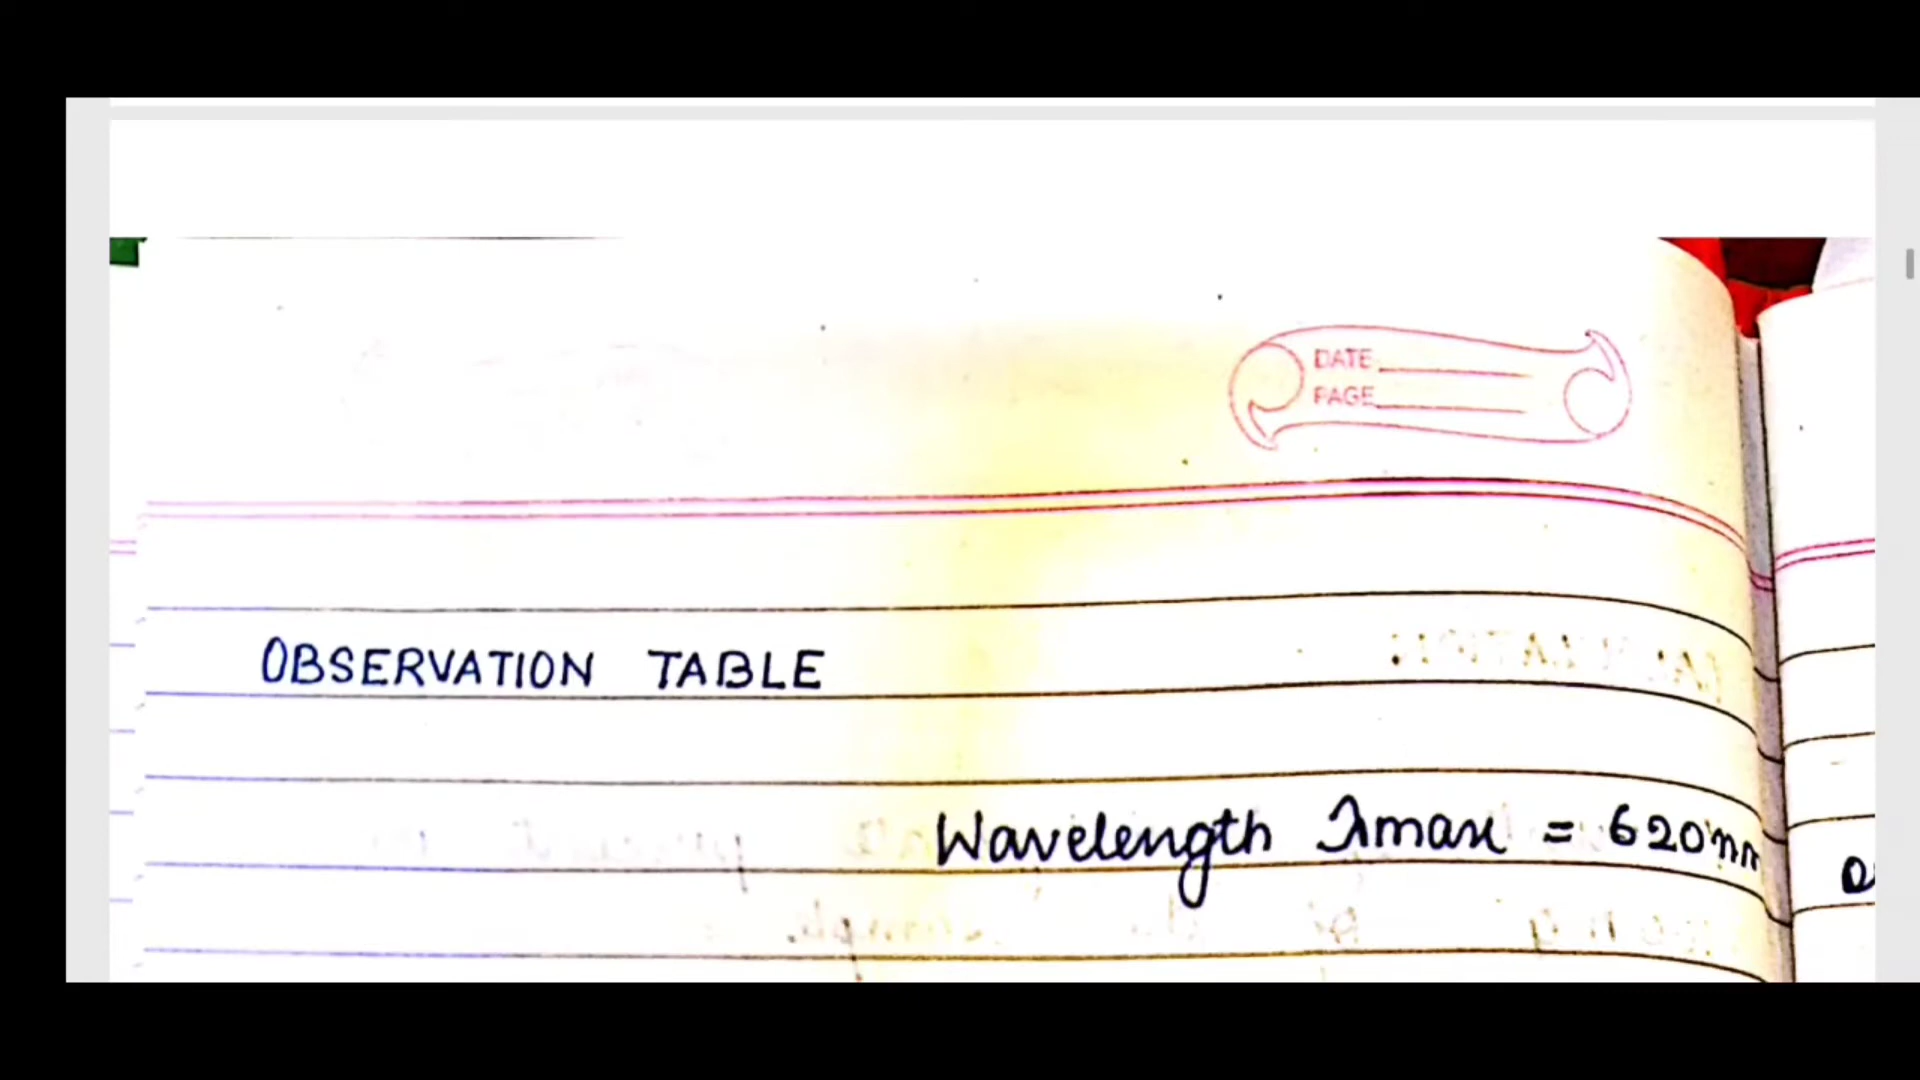 DATE
PAGE
OBSERVATION TABLE
Wavelength λmax = 620nm